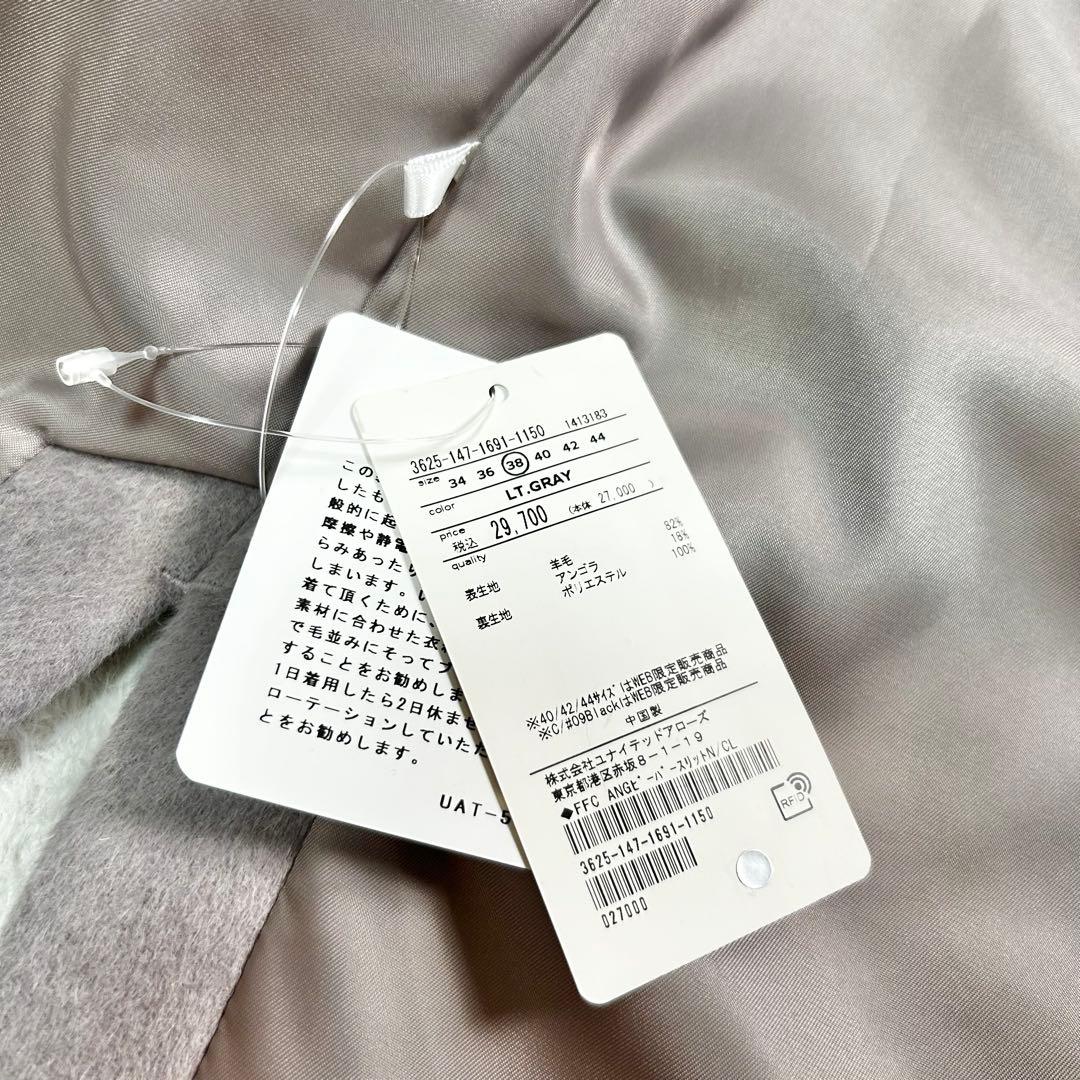 3625-147-1691-1150 1413183
size 34 36 38 40 42 44
color LT.GRAY
price 税込 29,700 (本体 27,000 )
quality
表生地 羊毛 82%
アンゴラ 18%
裏生地 ポリエステル 100%
※40/42/44サイズはWEB限定販売商品
※C/#09BlackはWEB限定販売商品
中国製
株式会社ユナイテッドアローズ
東京都港区赤坂8-1-19
◆FFC ANGビーバースリットN/CL
3625-147-1691-1150
027000
RFID
この
したも
般的に起
摩擦や静電
らみあったら
しまいます。
着て頂くために、
素材に合わせた衣
で毛並みにそってブ
することをお勧めしま
1日着用したら2日休ませ
ローテーションしていただ
とをお勧めします。
UAT-5